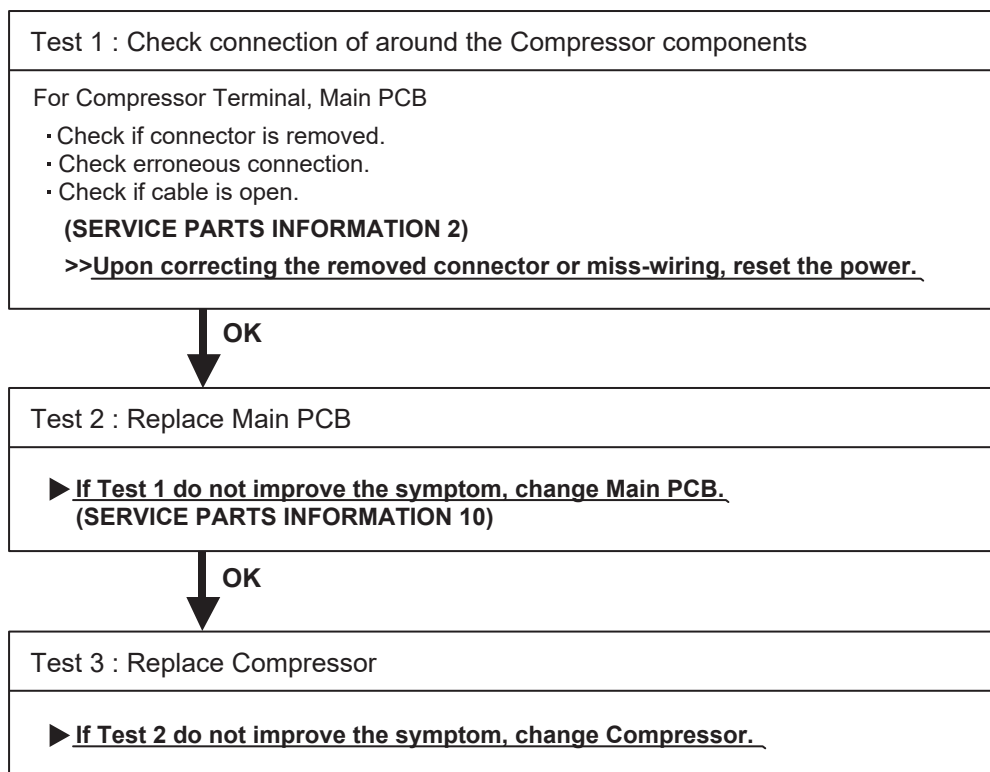 Test 1 : Check connection of around the Compressor components
For Compressor Terminal, Main PCB
・Check if connector is removed.
・Check erroneous connection.
・Check if cable is open.
(SERVICE PARTS INFORMATION 2)
>>Upon correcting the removed connector or miss-wiring, reset the power.
OK
Test 2 : Replace Main PCB
▶If Test 1 do not improve the symptom, change Main PCB.
(SERVICE PARTS INFORMATION 10)
OK
Test 3 : Replace Compressor
▶If Test 2 do not improve the symptom, change Compressor.